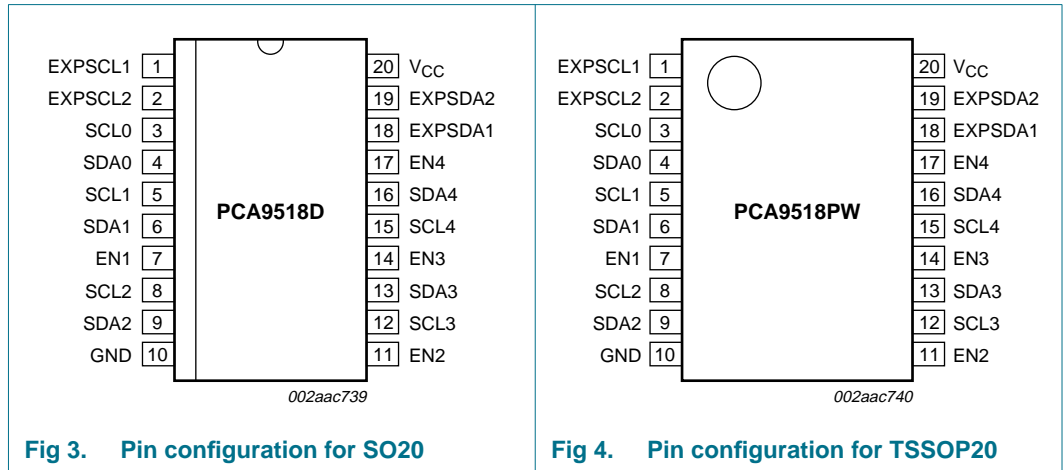 EXPSCL1 1
EXPSCL2 2
SCL0 3
SDA0 4
SCL1 5
SDA1 6
EN1 7
SCL2 8
SDA2 9
GND 10
PCA9518D
20 VCC
19 EXPSDA2
18 EXPSDA1
17 EN4
16 SDA4
15 SCL4
14 EN3
13 SDA3
12 SCL3
11 EN2
002aac739
Fig 3. Pin configuration for SO20
EXPSCL1 1
EXPSCL2 2
SCL0 3
SDA0 4
SCL1 5
SDA1 6
EN1 7
SCL2 8
SDA2 9
GND 10
PCA9518PW
20 VCC
19 EXPSDA2
18 EXPSDA1
17 EN4
16 SDA4
15 SCL4
14 EN3
13 SDA3
12 SCL3
11 EN2
002aac740
Fig 4. Pin configuration for TSSOP20